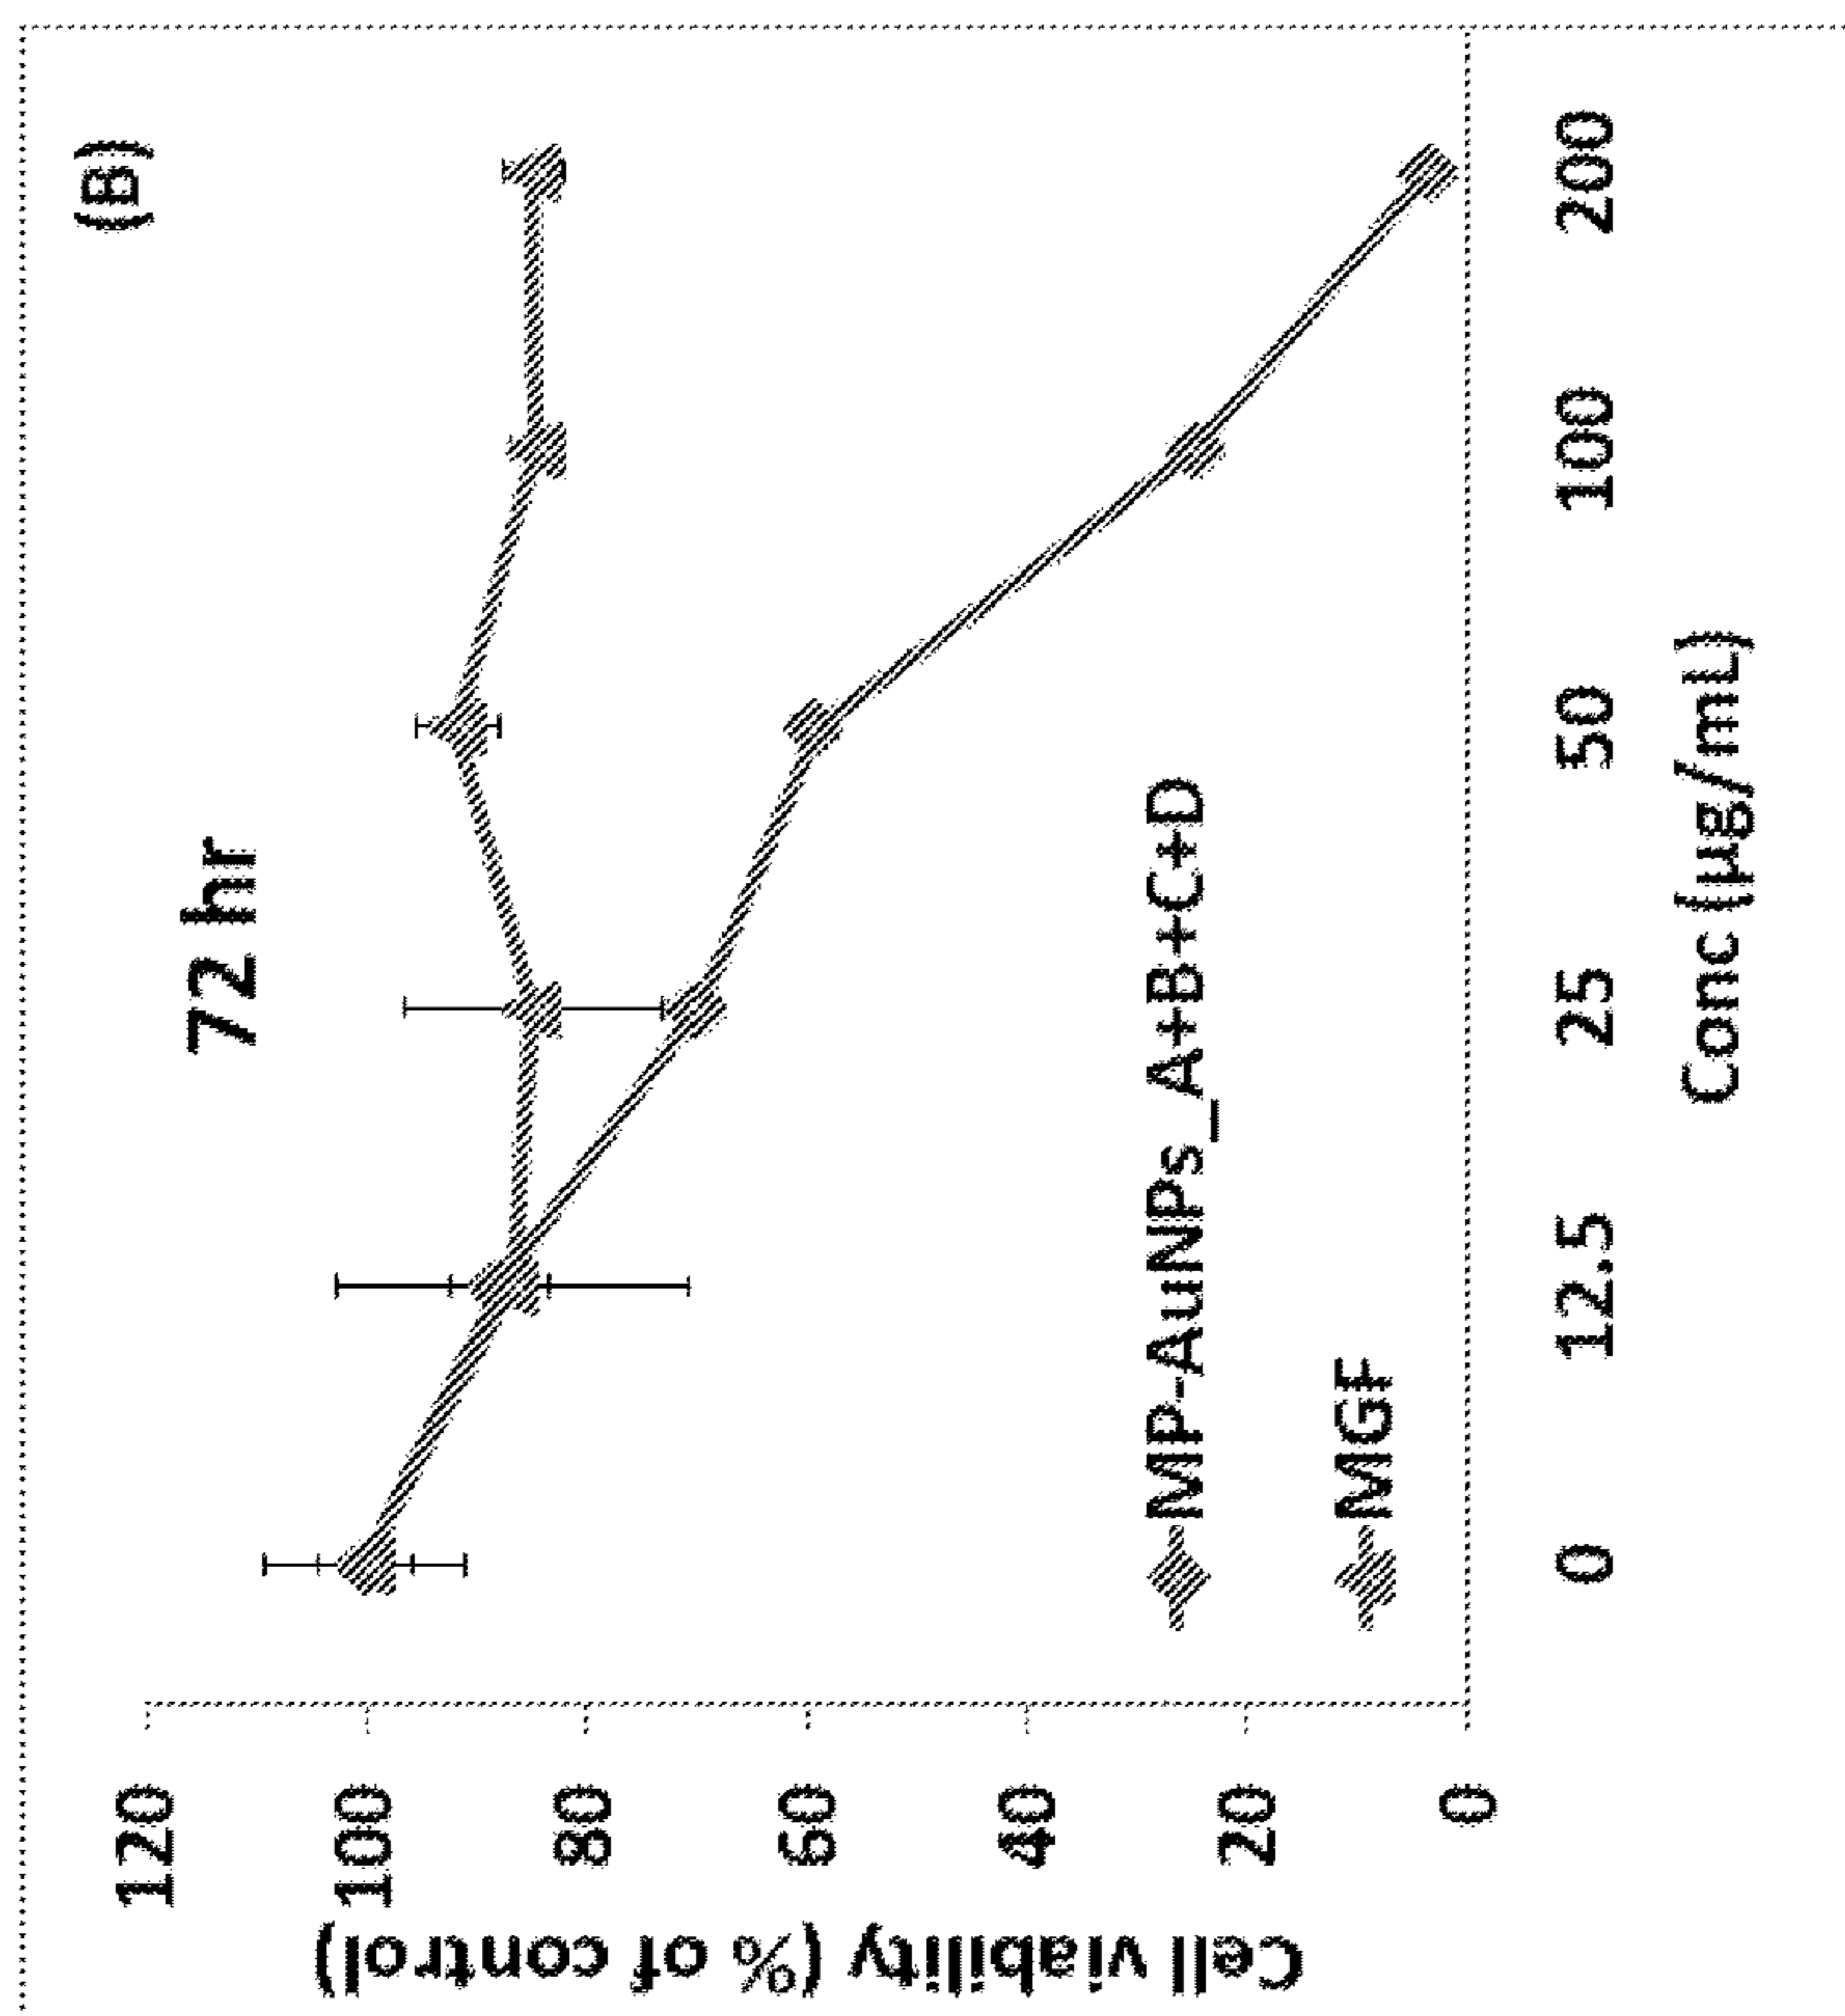 (B)
72 hr
Cell viability (% of control)
120
100
80
60
40
20
0
MP-AuNPs_A+B+C+D
MGF
0 12.5 25 50 100 200
Conc (µg/mL)